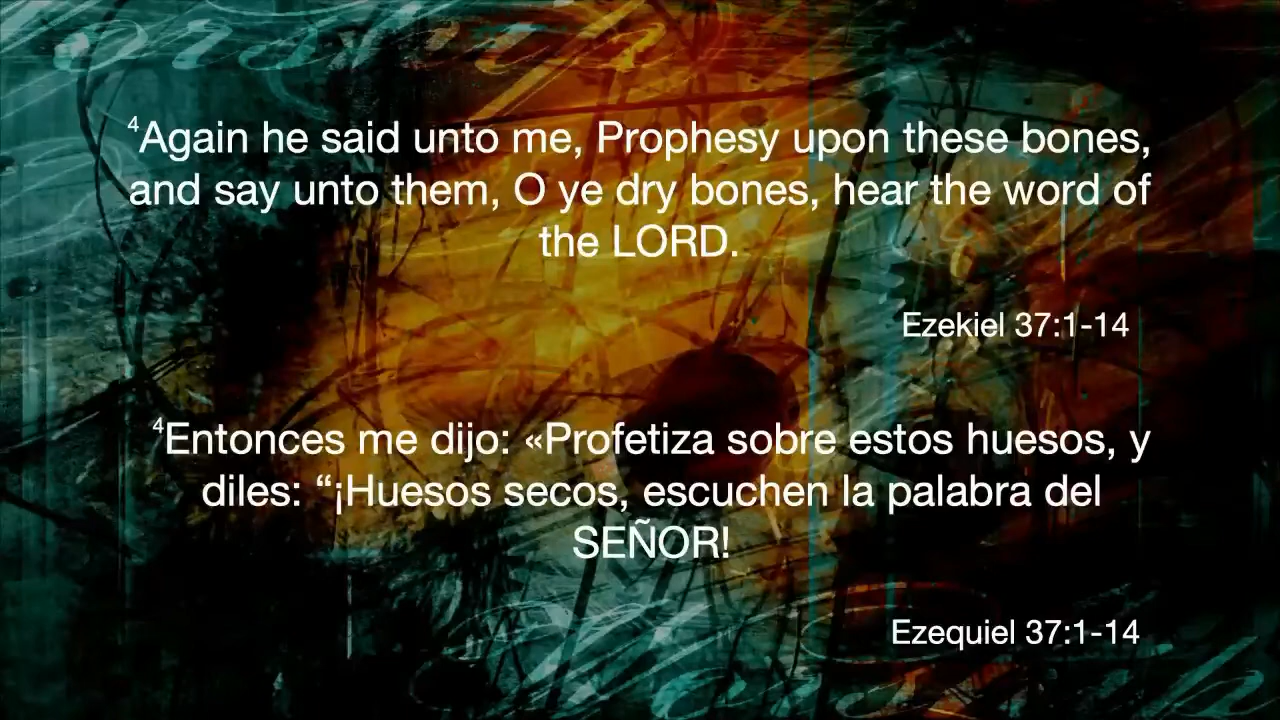 ⁴Again he said unto me, Prophesy upon these bones,
and say unto them, O ye dry bones, hear the word of
the LORD.
Ezekiel 37:1-14
⁴Entonces me dijo: «Profetiza sobre estos huesos, y
diles: “¡Huesos secos, escuchen la palabra del
SEÑOR!
Ezequiel 37:1-14